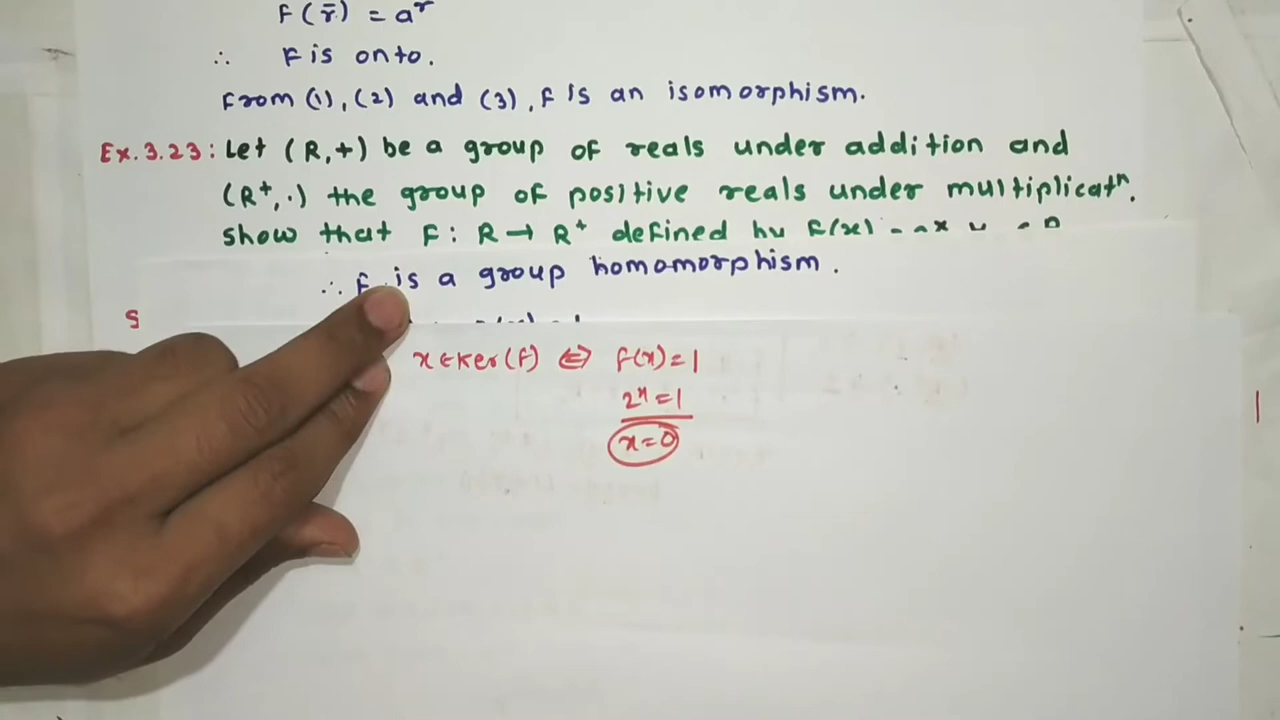 F(r̄) = aʳ
∴ F is onto.
From (1), (2) and (3), F is an isomorphism.
Ex.3.23: Let (R,+) be a group of reals under addition and
(R⁺,·) the group of positive reals under multiplicatⁿ.
show that F: R → R⁺ defined by F(x)
∴ F is a group homomorphism.
S
x ∈ Ker(F) ⇔ F(x)=1
2ˣ=1
x=0